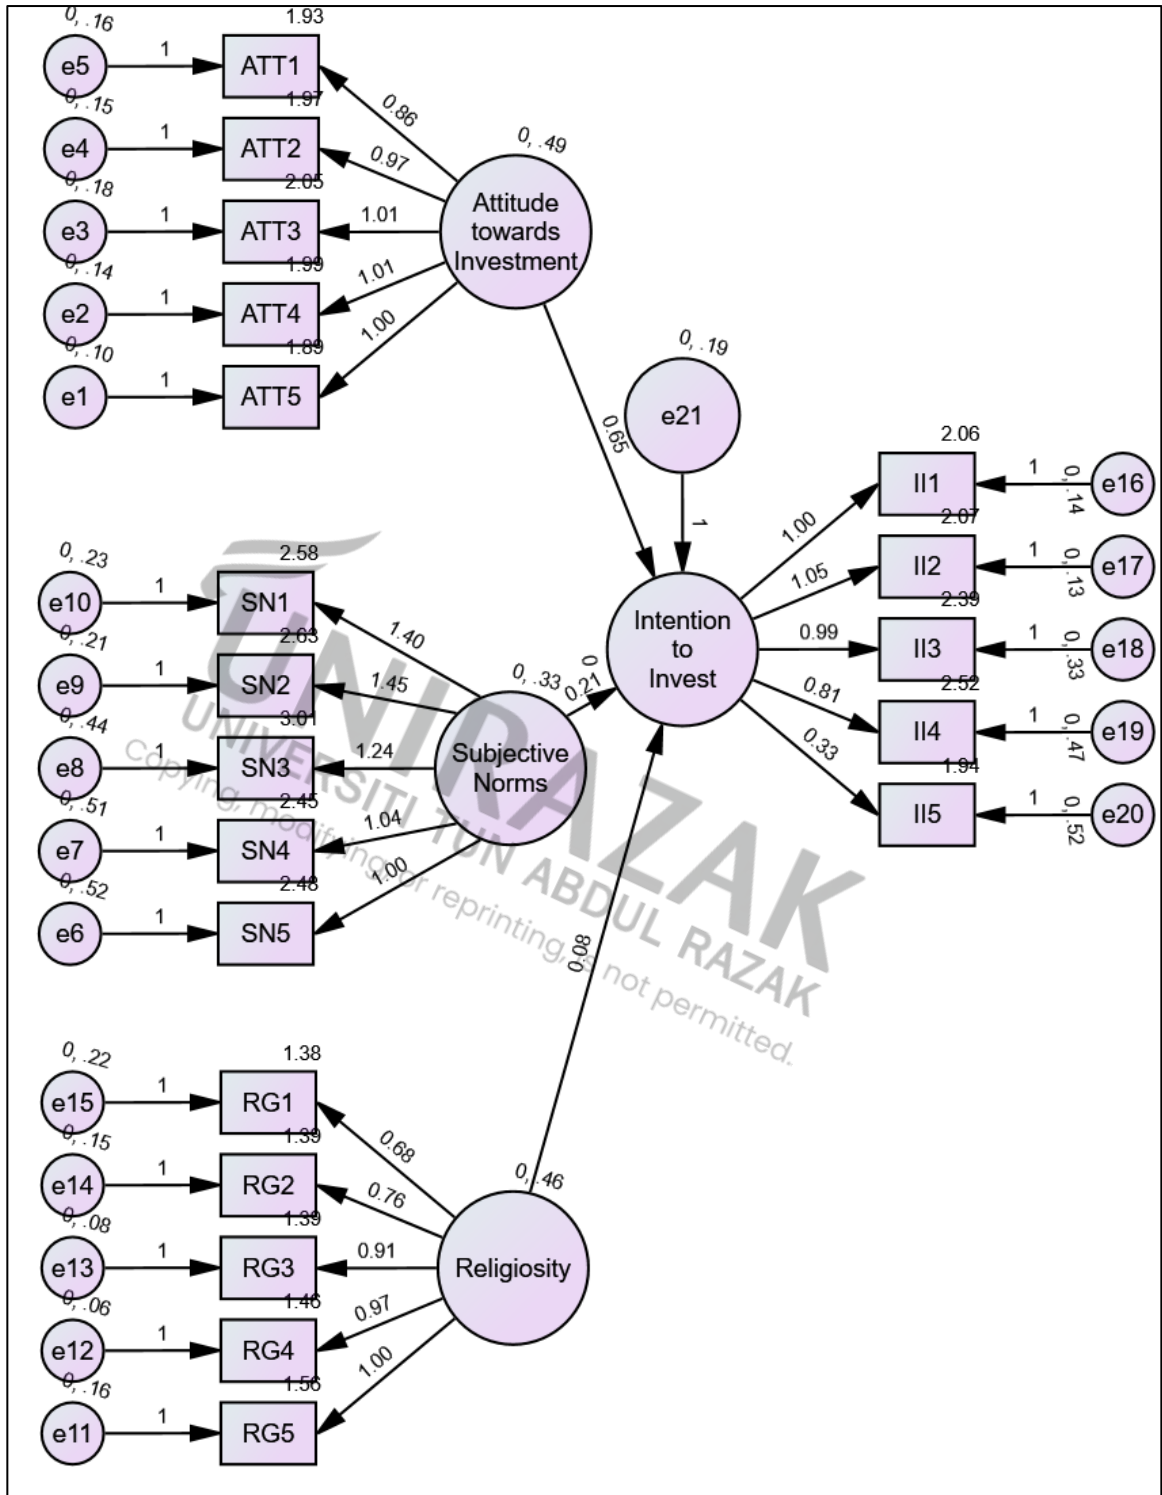 0, .16
1.93
e5
1
ATT1
0.86
0, .15
1.97
e4
1
ATT2
0.97
0, .49
0, .18
2.05
e3
1
ATT3
1.01
Attitude
towards
Investment
0, .14
1.99
e2
1
ATT4
1.01
0, .10
1.89
e1
1
ATT5
1.00
0.65
0, .19
e21
1
2.06
II1
1
0, .14
e16
1.00
2.07
II2
1
0, .13
e17
1.05
2.39
II3
1
0, .33
e18
0.99
2.52
II4
1
0, .47
e19
0.81
1.94
II5
1
0, .52
e20
0.33
Intention
to
Invest
0
0.21
0, .23
2.58
e10
1
SN1
1.40
0, .21
2.63
e9
1
SN2
1.45
0, .33
0, .44
3.01
e8
1
SN3
1.24
Subjective
Norms
0, .51
2.45
e7
1
SN4
1.04
0, .52
2.48
e6
1
SN5
1.00
0.08
UNIRAZAK
UNIVERSITI TUN ABDUL RAZAK
Copying, modifying, or reprinting, is not permitted.
0, .22
1.38
e15
1
RG1
0.68
0, .15
1.39
e14
1
RG2
0.76
0, .46
0, .08
1.39
e13
1
RG3
0.91
Religiosity
0, .06
1.46
e12
1
RG4
0.97
0, .16
1.56
e11
1
RG5
1.00